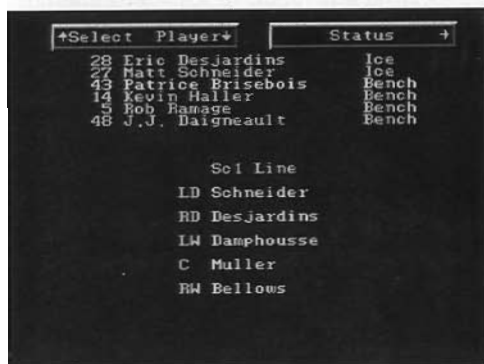 ↑Select Player↓ Status →
28 Eric Desjardins Ice
27 Matt Schneider Ice
43 Patrice Brisebois Bench
14 Kevin Haller Bench
5 Rob Ramage Bench
48 J.J. Daigneault Bench
Sc1 Line
LD Schneider
RD Desjardins
LW Damphousse
C Muller
RW Bellows